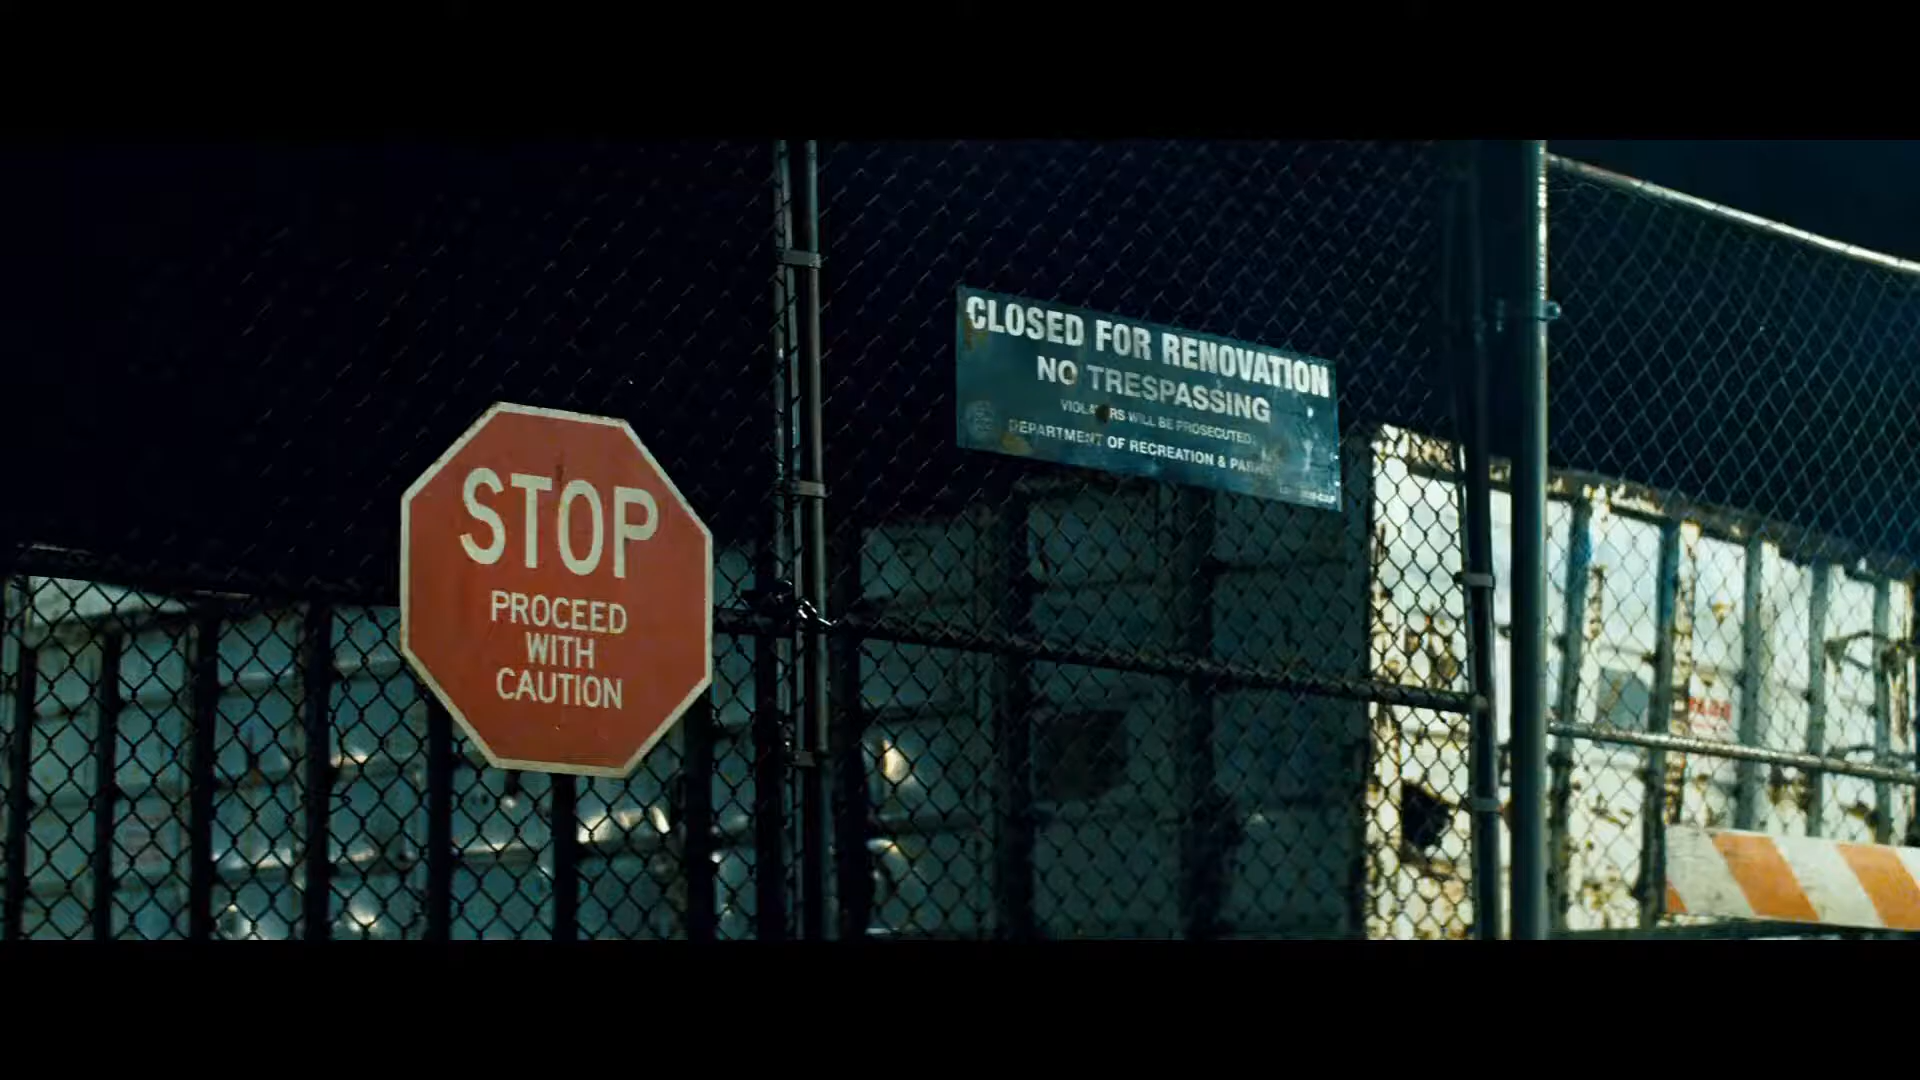 STOP
PROCEED
WITH
CAUTION
CLOSED FOR RENOVATION
NO TRESPASSING
WILL BE PROSECUTED
DEPARTMENT OF RECREATION &